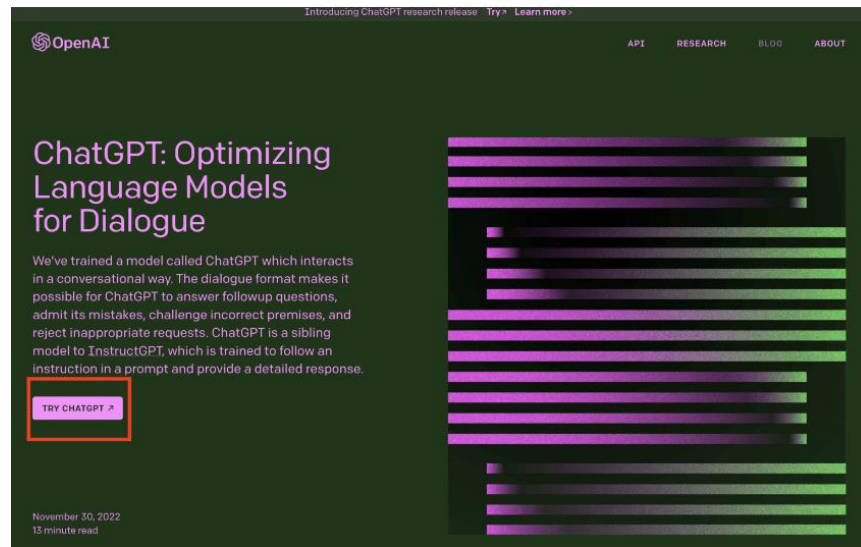 Introducing ChatGPT research release Try↗ Learn more›
OpenAI
API RESEARCH BLOG ABOUT
ChatGPT: Optimizing
Language Models
for Dialogue
We've trained a model called ChatGPT which interacts
in a conversational way. The dialogue format makes it
possible for ChatGPT to answer followup questions,
admit its mistakes, challenge incorrect premises, and
reject inappropriate requests. ChatGPT is a sibling
model to InstructGPT, which is trained to follow an
instruction in a prompt and provide a detailed response.
TRY CHATGPT ↗
November 30, 2022
13 minute read